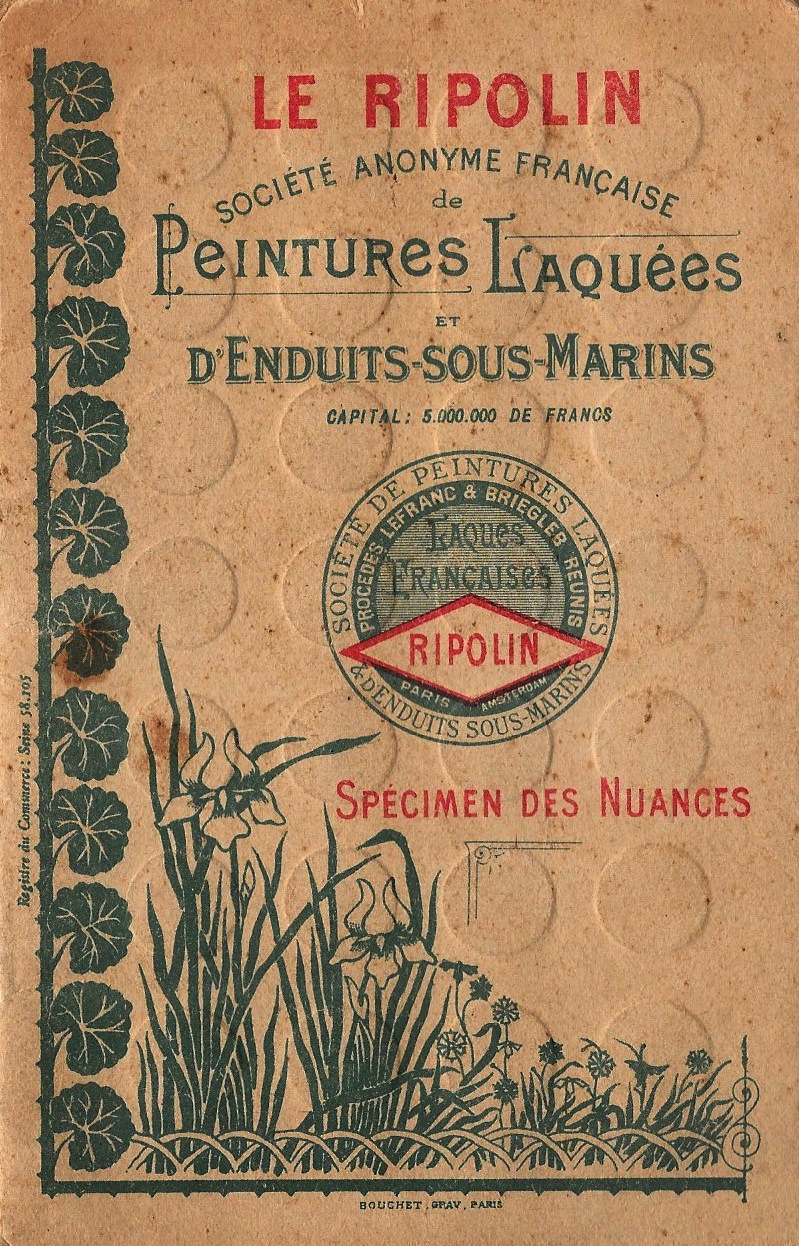 LE RIPOLIN
SOCIÉTÉ ANONYME FRANÇAISE
de
PEINTURES LAQUÉES
ET
D'ENDUITS-SOUS-MARINS
CAPITAL: 5.000.000 DE FRANCS
SOCIÉTÉ DE PEINTURES LAQUÉES
PROCÉDÉS LEFRANC & BRIEGLEB RÉUNIS
LAQUES
FRANÇAISES
RIPOLIN
PARIS AMSTERDAM
& D'ENDUITS SOUS-MARINS
SPÉCIMEN DES NUANCES
Registre du Commerce: Seine 58.105
BOUCHET, GRAV, PARIS